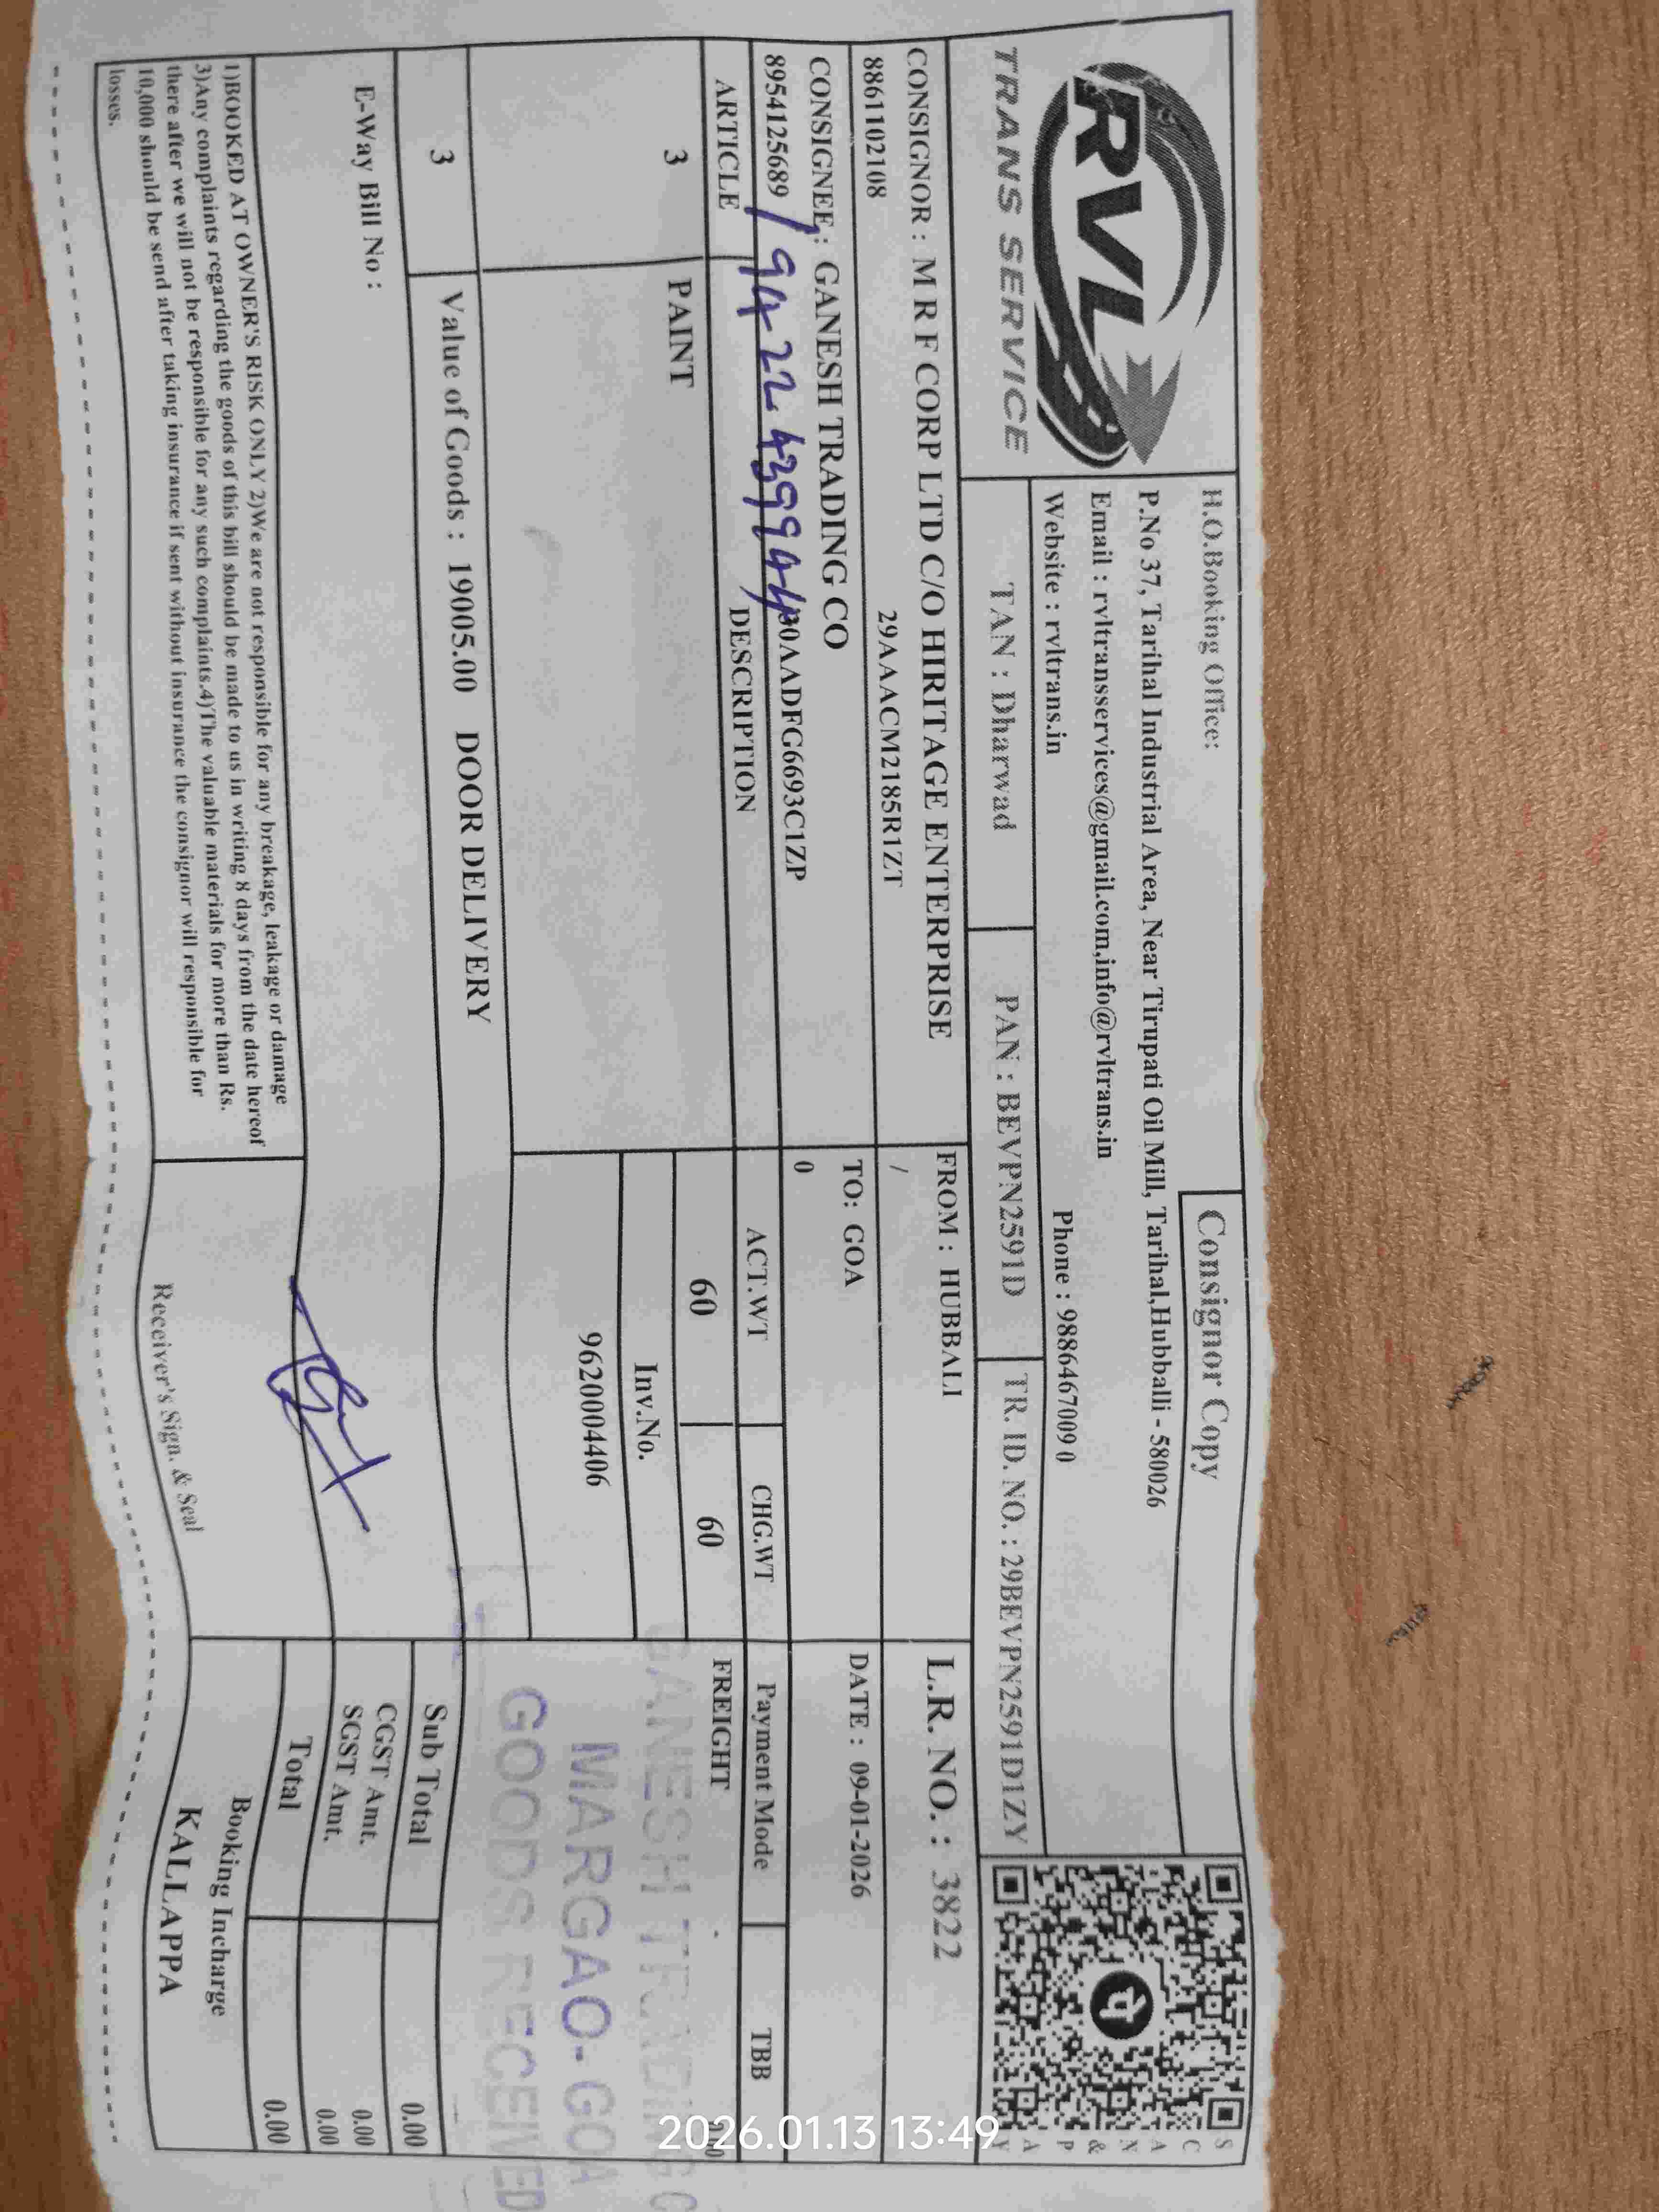 RVL
TRANS SERVICE
H.O.Booking Office:
Consignor Copy
P.No 37, Tarihal Industrial Area, Near Tirupati Oil Mill, Tarihal,Hubballi - 580026
Email : rvltransservices@gmail.com,info@rvltrans.in
Website : rvltrans.in
Phone : 9886467009 0
SCAN & PAY
TAN : Dharwad
PAN : BEVPN2591D
TR. ID. NO. : 29BEVPN2591D1ZY
CONSIGNOR : M R F CORP LTD C/O HIRITAGE ENTERPRISE
8861102108 29AAACM2185R1ZT
FROM : HUBBALI
/
L.R. NO. : 3822
CONSIGNEE : GANESH TRADING CO
8954125689 / 9422439994 / 30AADFG6693C1ZP
TO: GOA
0
DATE : 09-01-2026
ARTICLE DESCRIPTION ACT.WT CHG.WT Payment Mode TBB
3 PAINT 60 60 FREIGHT
Inv.No.
9620004406
GANESH TRADING CO
MARGAO-GOA
GOODS RECEIVED
3 Value of Goods : 19005.00 DOOR DELIVERY
Sub Total 0.00
CGST Amt. 0.00
SGST Amt. 0.00
Total 0.00
E-Way Bill No :
1)BOOKED AT OWNER'S RISK ONLY 2)We are not responsible for any breakage, leakage or damage
3)Any complaints regarding the goods of this bill should be made to us in writing 8 days from the date hereof
there after we will not be responsible for any such complaints.4)The valuable materials for more than Rs.
10,000 should be send after taking insurance if sent without insurance the consignor will responsible for
losses.
Receiver's Sign. & Seal
Booking Incharge
KALLAPPA
2026.01.13 13:49